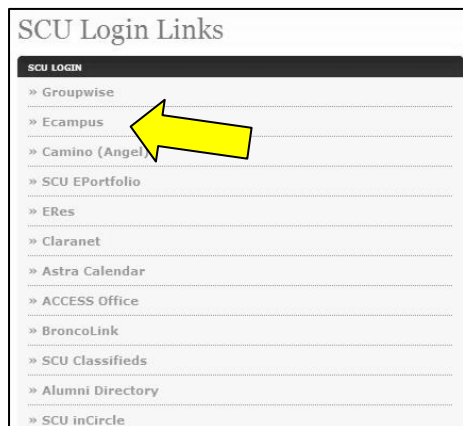 SCU Login Links
SCU LOGIN
» Groupwise
» Ecampus
» Camino (Angel)
» SCU EPortfolio
» ERes
» Claranet
» Astra Calendar
» ACCESS Office
» BroncoLink
» SCU Classifieds
» Alumni Directory
» SCU inCircle